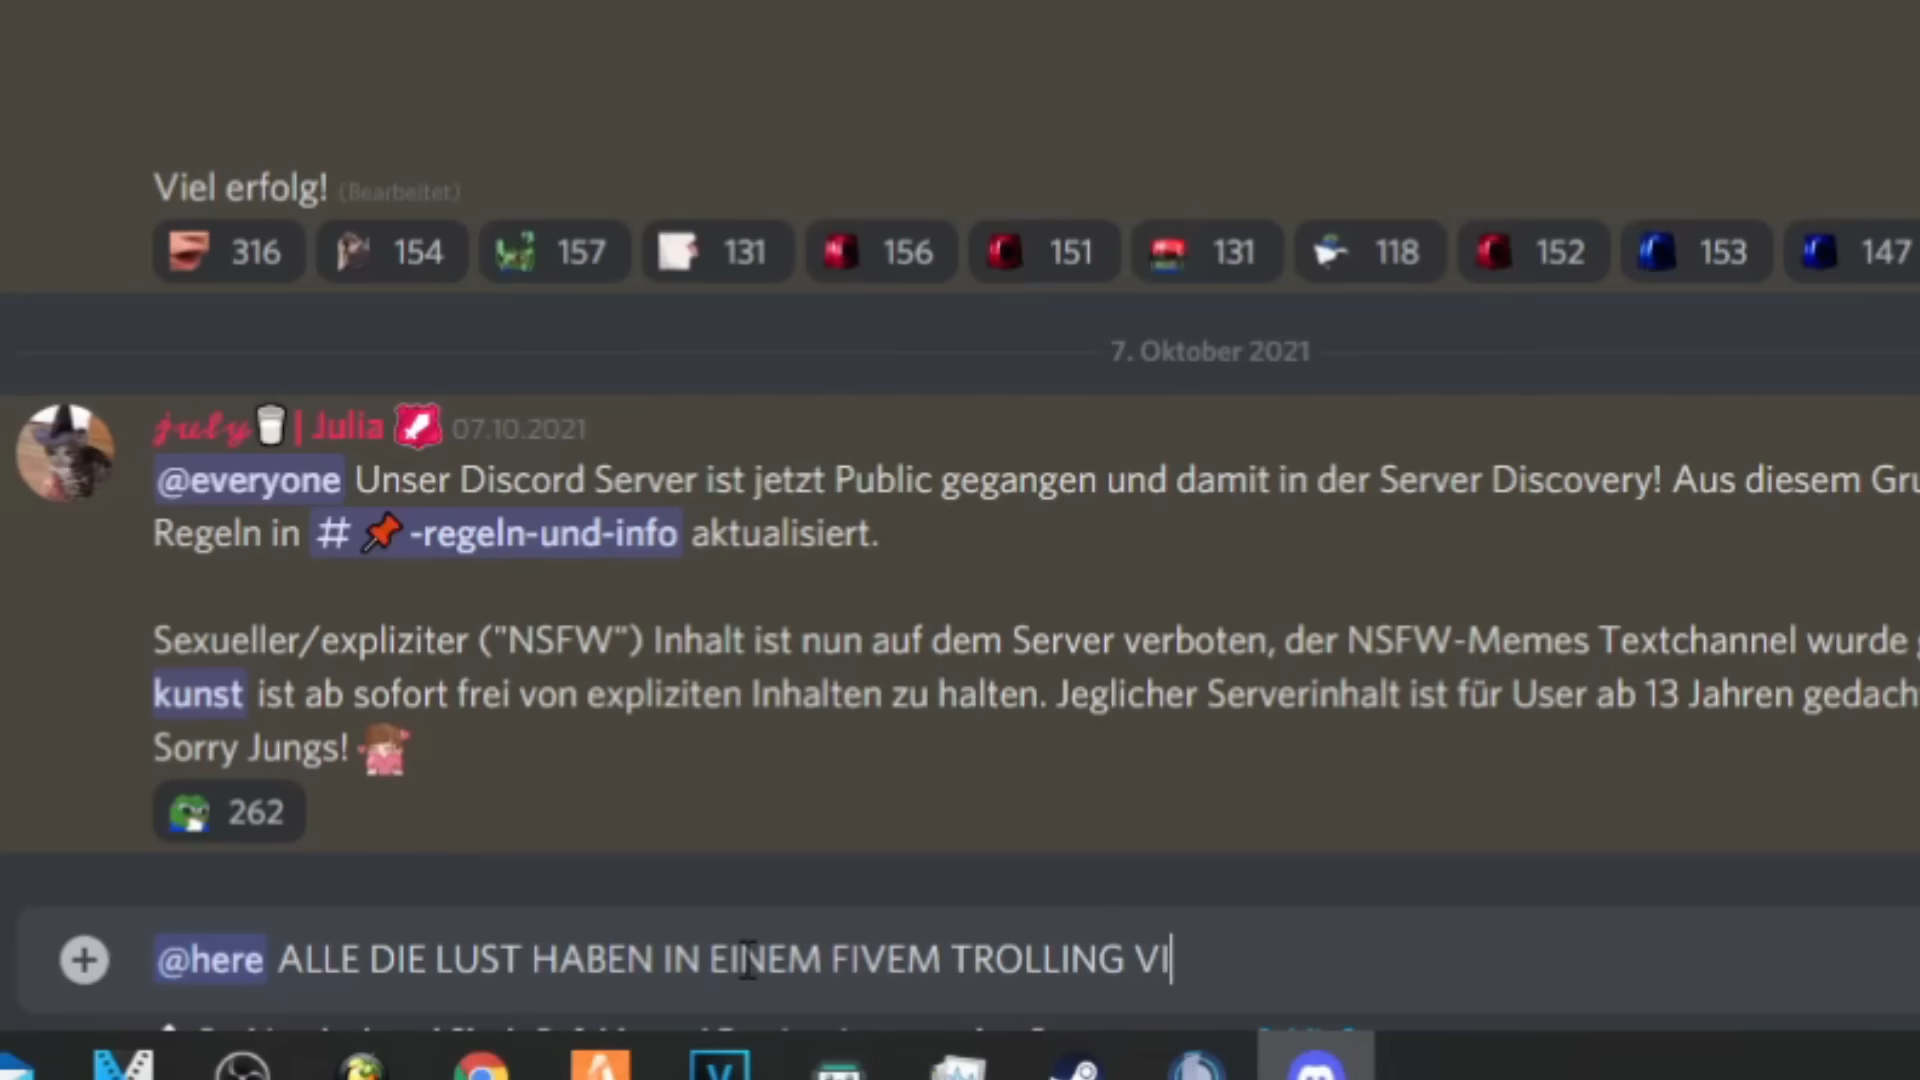 Viel erfolg! (Bearbeitet)
316 154 157 131 156 151 131 118 152 153 147
7. Oktober 2021
july | Julia 07.10.2021
@everyone Unser Discord Server ist jetzt Public gegangen und damit in der Server Discovery! Aus diesem Gru
Regeln in # -regeln-und-info aktualisiert.
Sexueller/expliziter ("NSFW") Inhalt ist nun auf dem Server verboten, der NSFW-Memes Textchannel wurde
kunst ist ab sofort frei von expliziten Inhalten zu halten. Jeglicher Serverinhalt ist für User ab 13 Jahren gedach
Sorry Jungs!
262
@here ALLE DIE LUST HABEN IN EINEM FIVEM TROLLING VI